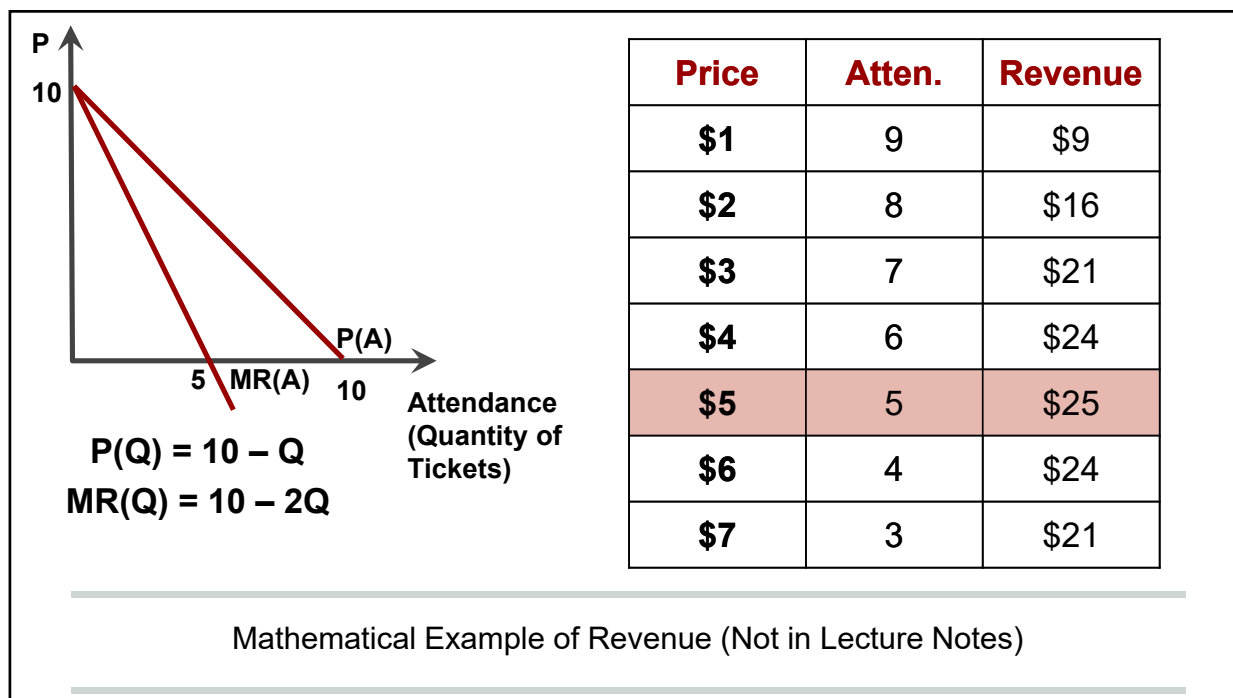 P
10
P(A)
5
MR(A)
10
Attendance
(Quantity of
Tickets)
P(Q) = 10 – Q
MR(Q) = 10 – 2Q
Price Atten. Revenue
$1 9 $9
$2 8 $16
$3 7 $21
$4 6 $24
$5 5 $25
$6 4 $24
$7 3 $21
Mathematical Example of Revenue (Not in Lecture Notes)